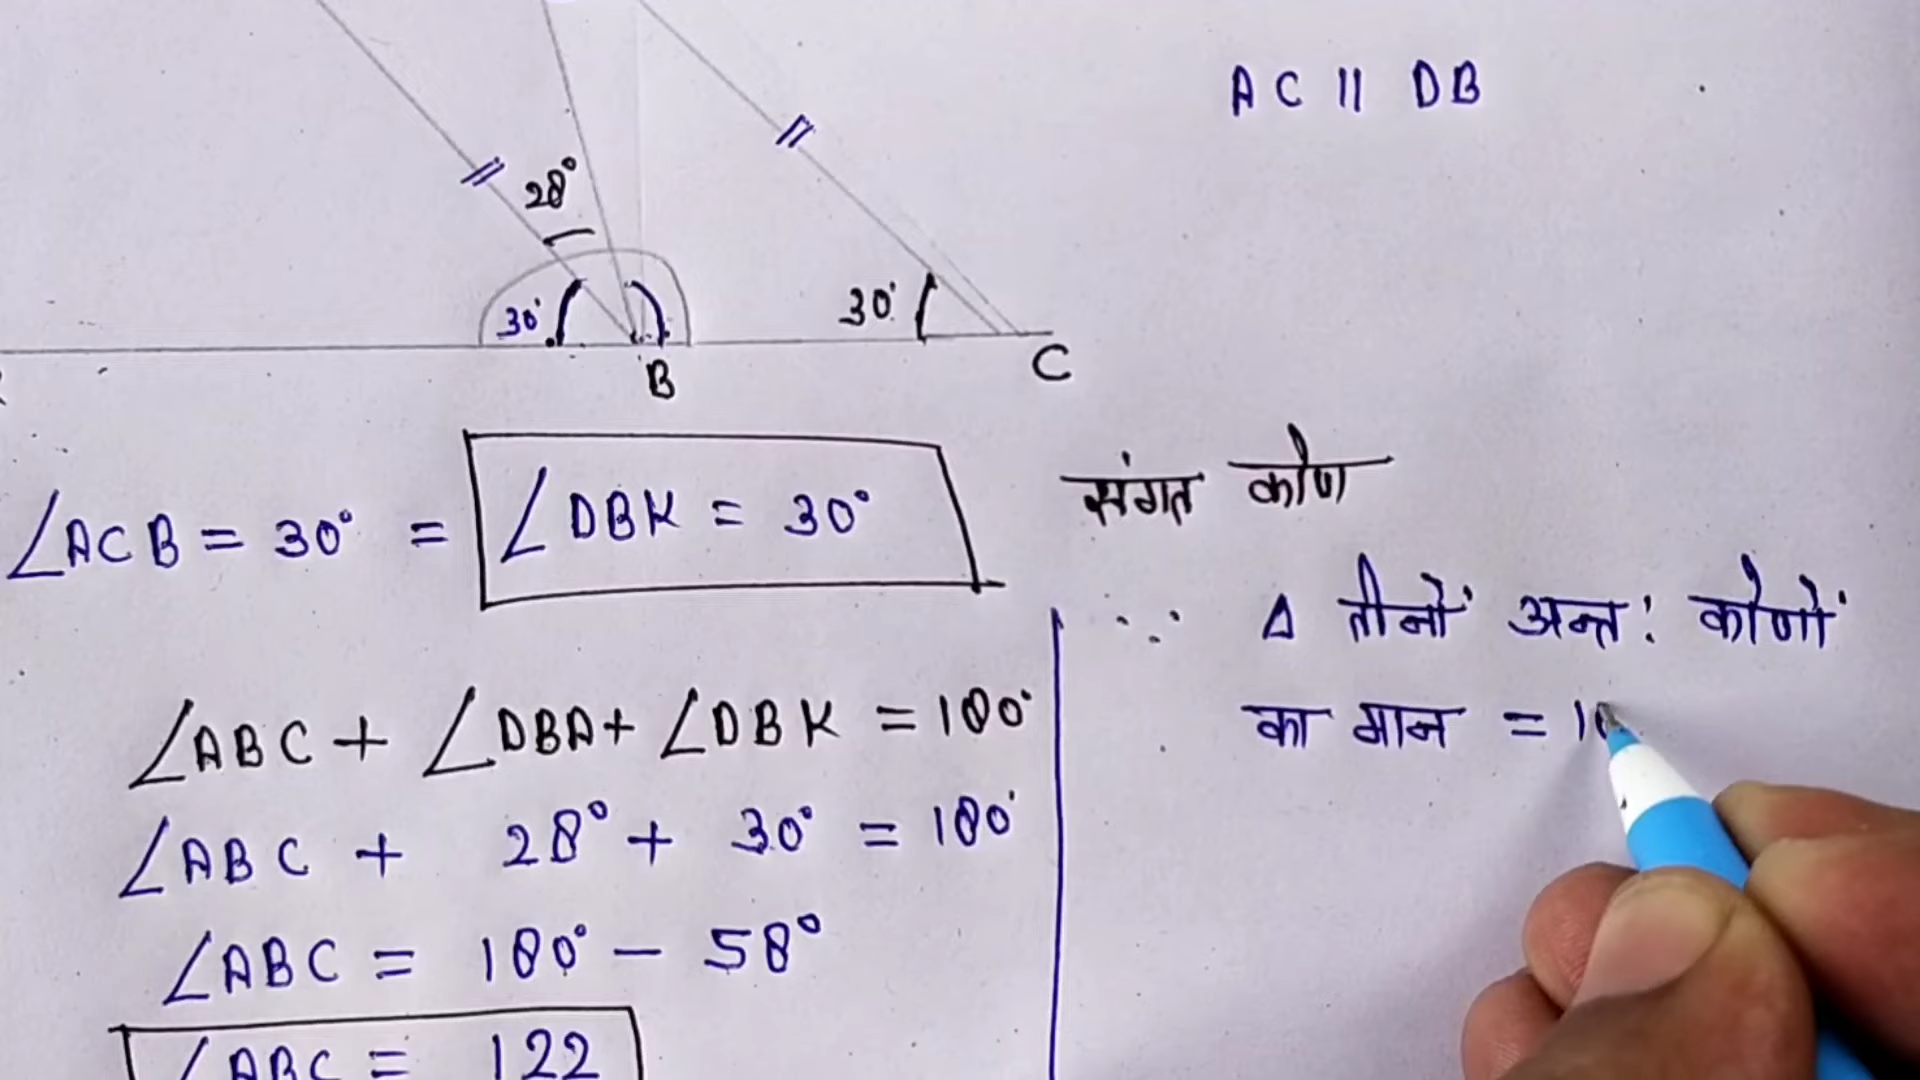 AC || DB
28°
30°
30°
B
C
∠ACB = 30° = ∠DBK = 30°
संगत कोण
∵ Δ तीनों अन्त: कोणों
का मान = 18
∠ABC + ∠DBA + ∠DBK = 180°
∠ABC + 28° + 30° = 180°
∠ABC = 180° - 58°
∠ABC = 122